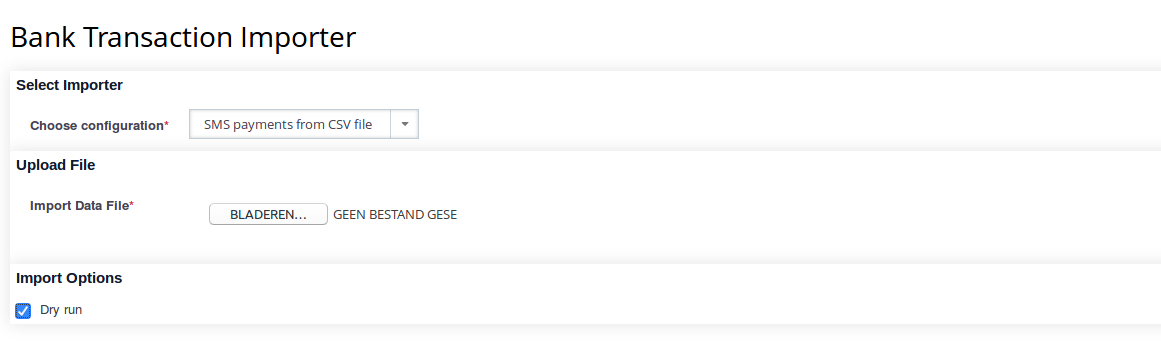 Bank Transaction Importer
Select Importer
Choose configuration* SMS payments from CSV file
Upload File
Import Data File* BLADEREN... GEEN BESTAND GESE
Import Options
Dry run